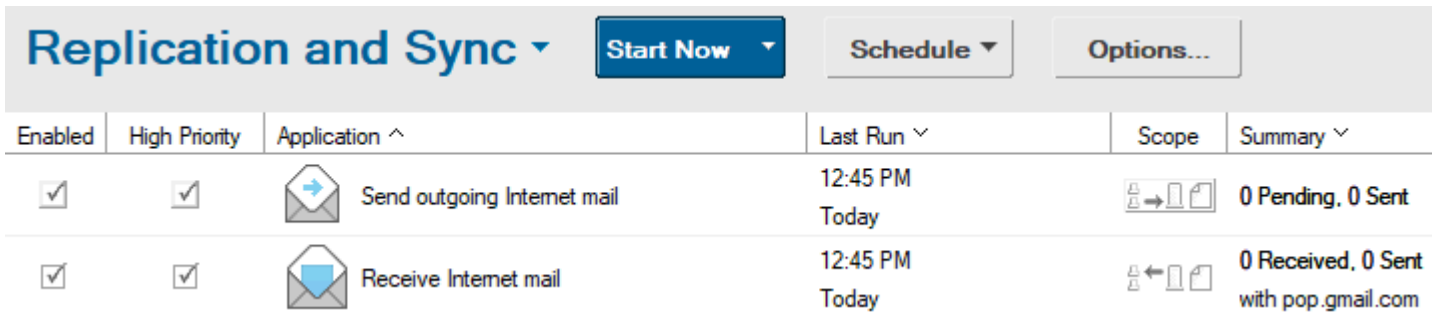 Replication and Sync
Start Now
Schedule
Options...
Enabled
High Priority
Application
Last Run
Scope
Summary
Send outgoing Internet mail
12:45 PM
Today
0 Pending, 0 Sent
Receive Internet mail
12:45 PM
Today
0 Received, 0 Sent
with pop.gmail.com